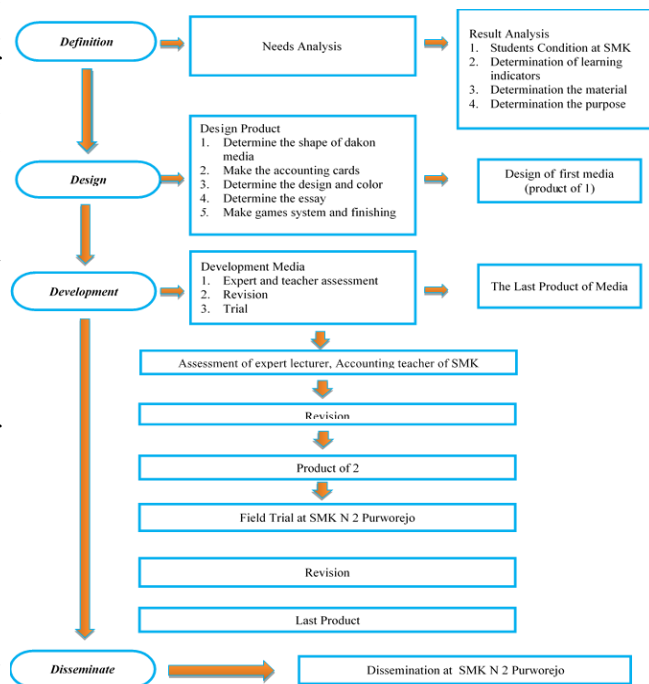 Definition
Needs Analysis
Result Analysis
1. Students Condition at SMK
2. Determination of learning
indicators
3. Determination the material
4. Determination the purpose
Design
Design Product
1. Determine the shape of dakon
media
2. Make the accounting cards
3. Determine the design and color
4. Determine the essay
5. Make games system and finishing
Design of first media
(product of 1)
Development
Development Media
1. Expert and teacher assessment
2. Revision
3. Trial
The Last Product of Media
Assessment of expert lecturer, Accounting teacher of SMK
Revision
Product of 2
Field Trial at SMK N 2 Purworejo
Revision
Last Product
Disseminate
Dissemination at SMK N 2 Purworejo